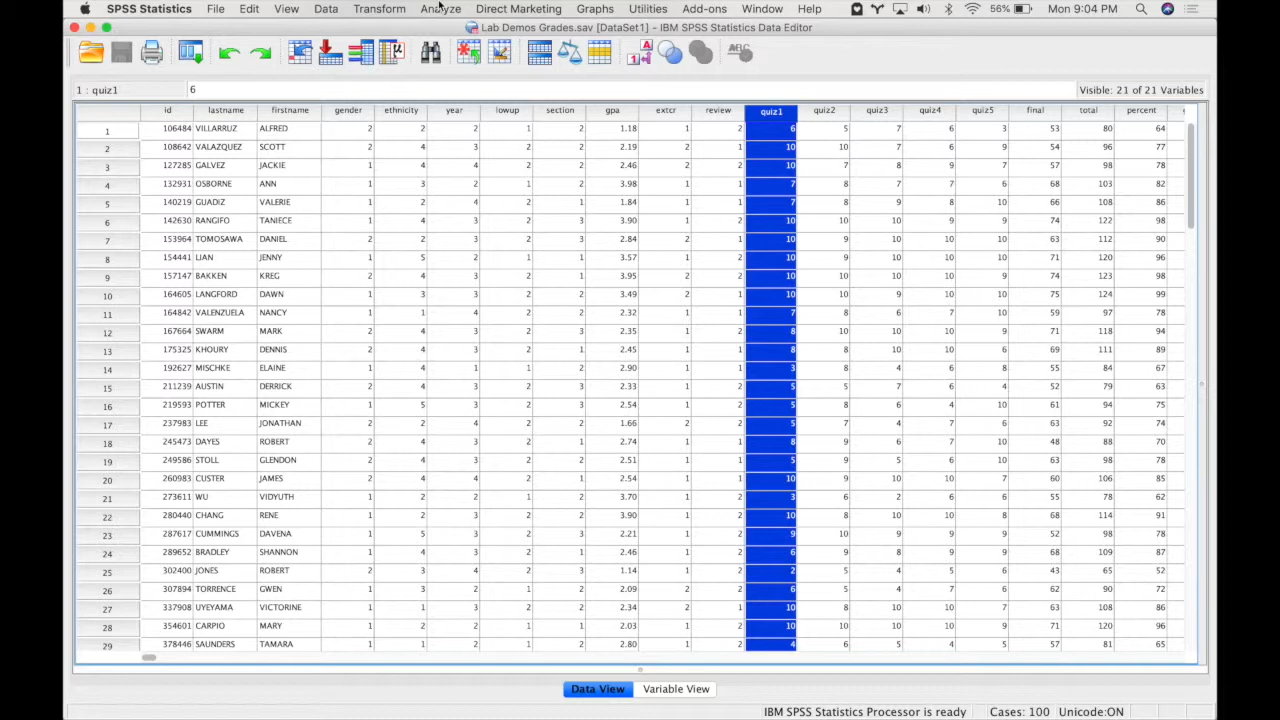 SPSS Statistics File Edit View Data Transform Analyze Direct Marketing Graphs Utilities Add-ons Window Help 56% Mon 9:04 PM
Lab Demos Grades.sav [DataSet1] - IBM SPSS Statistics Data Editor
1 : quiz1 6 Visible: 21 of 21 Variables
id lastname firstname gender ethnicity year lowup section gpa extcr review quiz1 quiz2 quiz3 quiz4 quiz5 final total percent
1 106484 VILLARRUZ ALFRED 2 2 2 1 2 1.18 1 2 6 5 7 6 3 53 80 64
2 108642 VALAZQUEZ SCOTT 2 4 3 2 2 2.19 2 1 10 10 7 6 9 54 96 77
3 127285 GALVEZ JACKIE 1 4 4 2 2 2.46 2 1 10 7 8 9 7 57 98 78
4 132931 OSBORNE ANN 1 3 2 1 2 3.98 1 1 7 8 7 7 6 68 103 82
5 140219 GUADIZ VALERIE 1 2 4 2 1 1.84 1 1 7 8 9 8 10 66 108 86
6 142630 RANGIFO TANIECE 1 4 3 2 3 3.90 1 2 10 10 10 9 9 74 122 98
7 153964 TOMOSAWA DANIEL 2 2 3 2 3 2.84 2 1 10 9 10 10 10 63 112 90
8 154441 LIAN JENNY 1 5 2 1 1 3.57 1 2 10 9 10 10 10 71 120 96
9 157147 BAKKEN KREG 2 4 3 2 1 3.95 2 2 10 10 10 10 9 74 123 98
10 164605 LANGFORD DAWN 1 3 3 2 2 3.49 2 1 10 10 9 10 10 75 124 99
11 164842 VALENZUELA NANCY 1 1 4 2 2 2.32 1 2 7 8 6 7 10 59 97 78
12 167664 SWARM MARK 2 4 3 2 3 2.35 1 2 8 10 10 10 9 71 118 94
13 175325 KHOURY DENNIS 2 4 3 2 1 2.45 1 1 8 8 10 10 6 69 111 89
14 192627 MISCHKE ELAINE 1 4 1 1 2 2.90 1 1 3 8 4 6 8 55 84 67
15 211239 AUSTIN DERRICK 2 4 3 2 3 2.33 1 2 5 5 7 6 4 52 79 63
16 219593 POTTER MICKEY 1 5 3 2 3 2.54 1 2 5 8 6 4 10 61 94 75
17 237983 LEE JONATHAN 2 2 4 2 2 1.66 2 2 5 7 4 7 6 63 92 74
18 245473 DAYES ROBERT 2 4 3 2 1 2.74 1 2 8 9 6 7 10 48 88 70
19 249586 STOLL GLENDON 2 4 3 2 2 2.51 1 1 5 9 5 6 10 63 98 78
20 260983 CUSTER JAMES 2 4 4 2 1 2.54 1 2 10 9 10 10 7 60 106 85
21 273611 WU VIDYUTH 1 2 2 1 2 3.70 1 2 3 6 2 6 6 55 78 62
22 280440 CHANG RENE 1 2 3 2 2 3.90 1 2 10 8 10 10 8 68 114 91
23 287617 CUMMINGS DAVENA 1 5 3 2 3 2.21 1 2 9 10 9 9 9 52 98 78
24 289652 BRADLEY SHANNON 1 4 3 2 1 2.46 1 2 6 9 8 9 9 68 109 87
25 302400 JONES ROBERT 2 3 4 2 3 1.14 1 2 2 5 4 5 6 43 65 52
26 307894 TORRENCE GWEN 1 3 2 1 2 2.09 2 2 6 5 4 7 6 62 90 72
27 337908 UYEYAMA VICTORINE 1 1 3 2 2 2.34 1 2 10 8 10 10 7 63 108 86
28 354601 CARPIO MARY 1 2 2 1 1 2.03 1 2 10 10 10 10 9 71 120 96
29 378446 SAUNDERS TAMARA 1 1 2 1 1 2.80 1 2 4 6 5 4 5 57 81 65
Data View Variable View
IBM SPSS Statistics Processor is ready Cases: 100 Unicode:ON